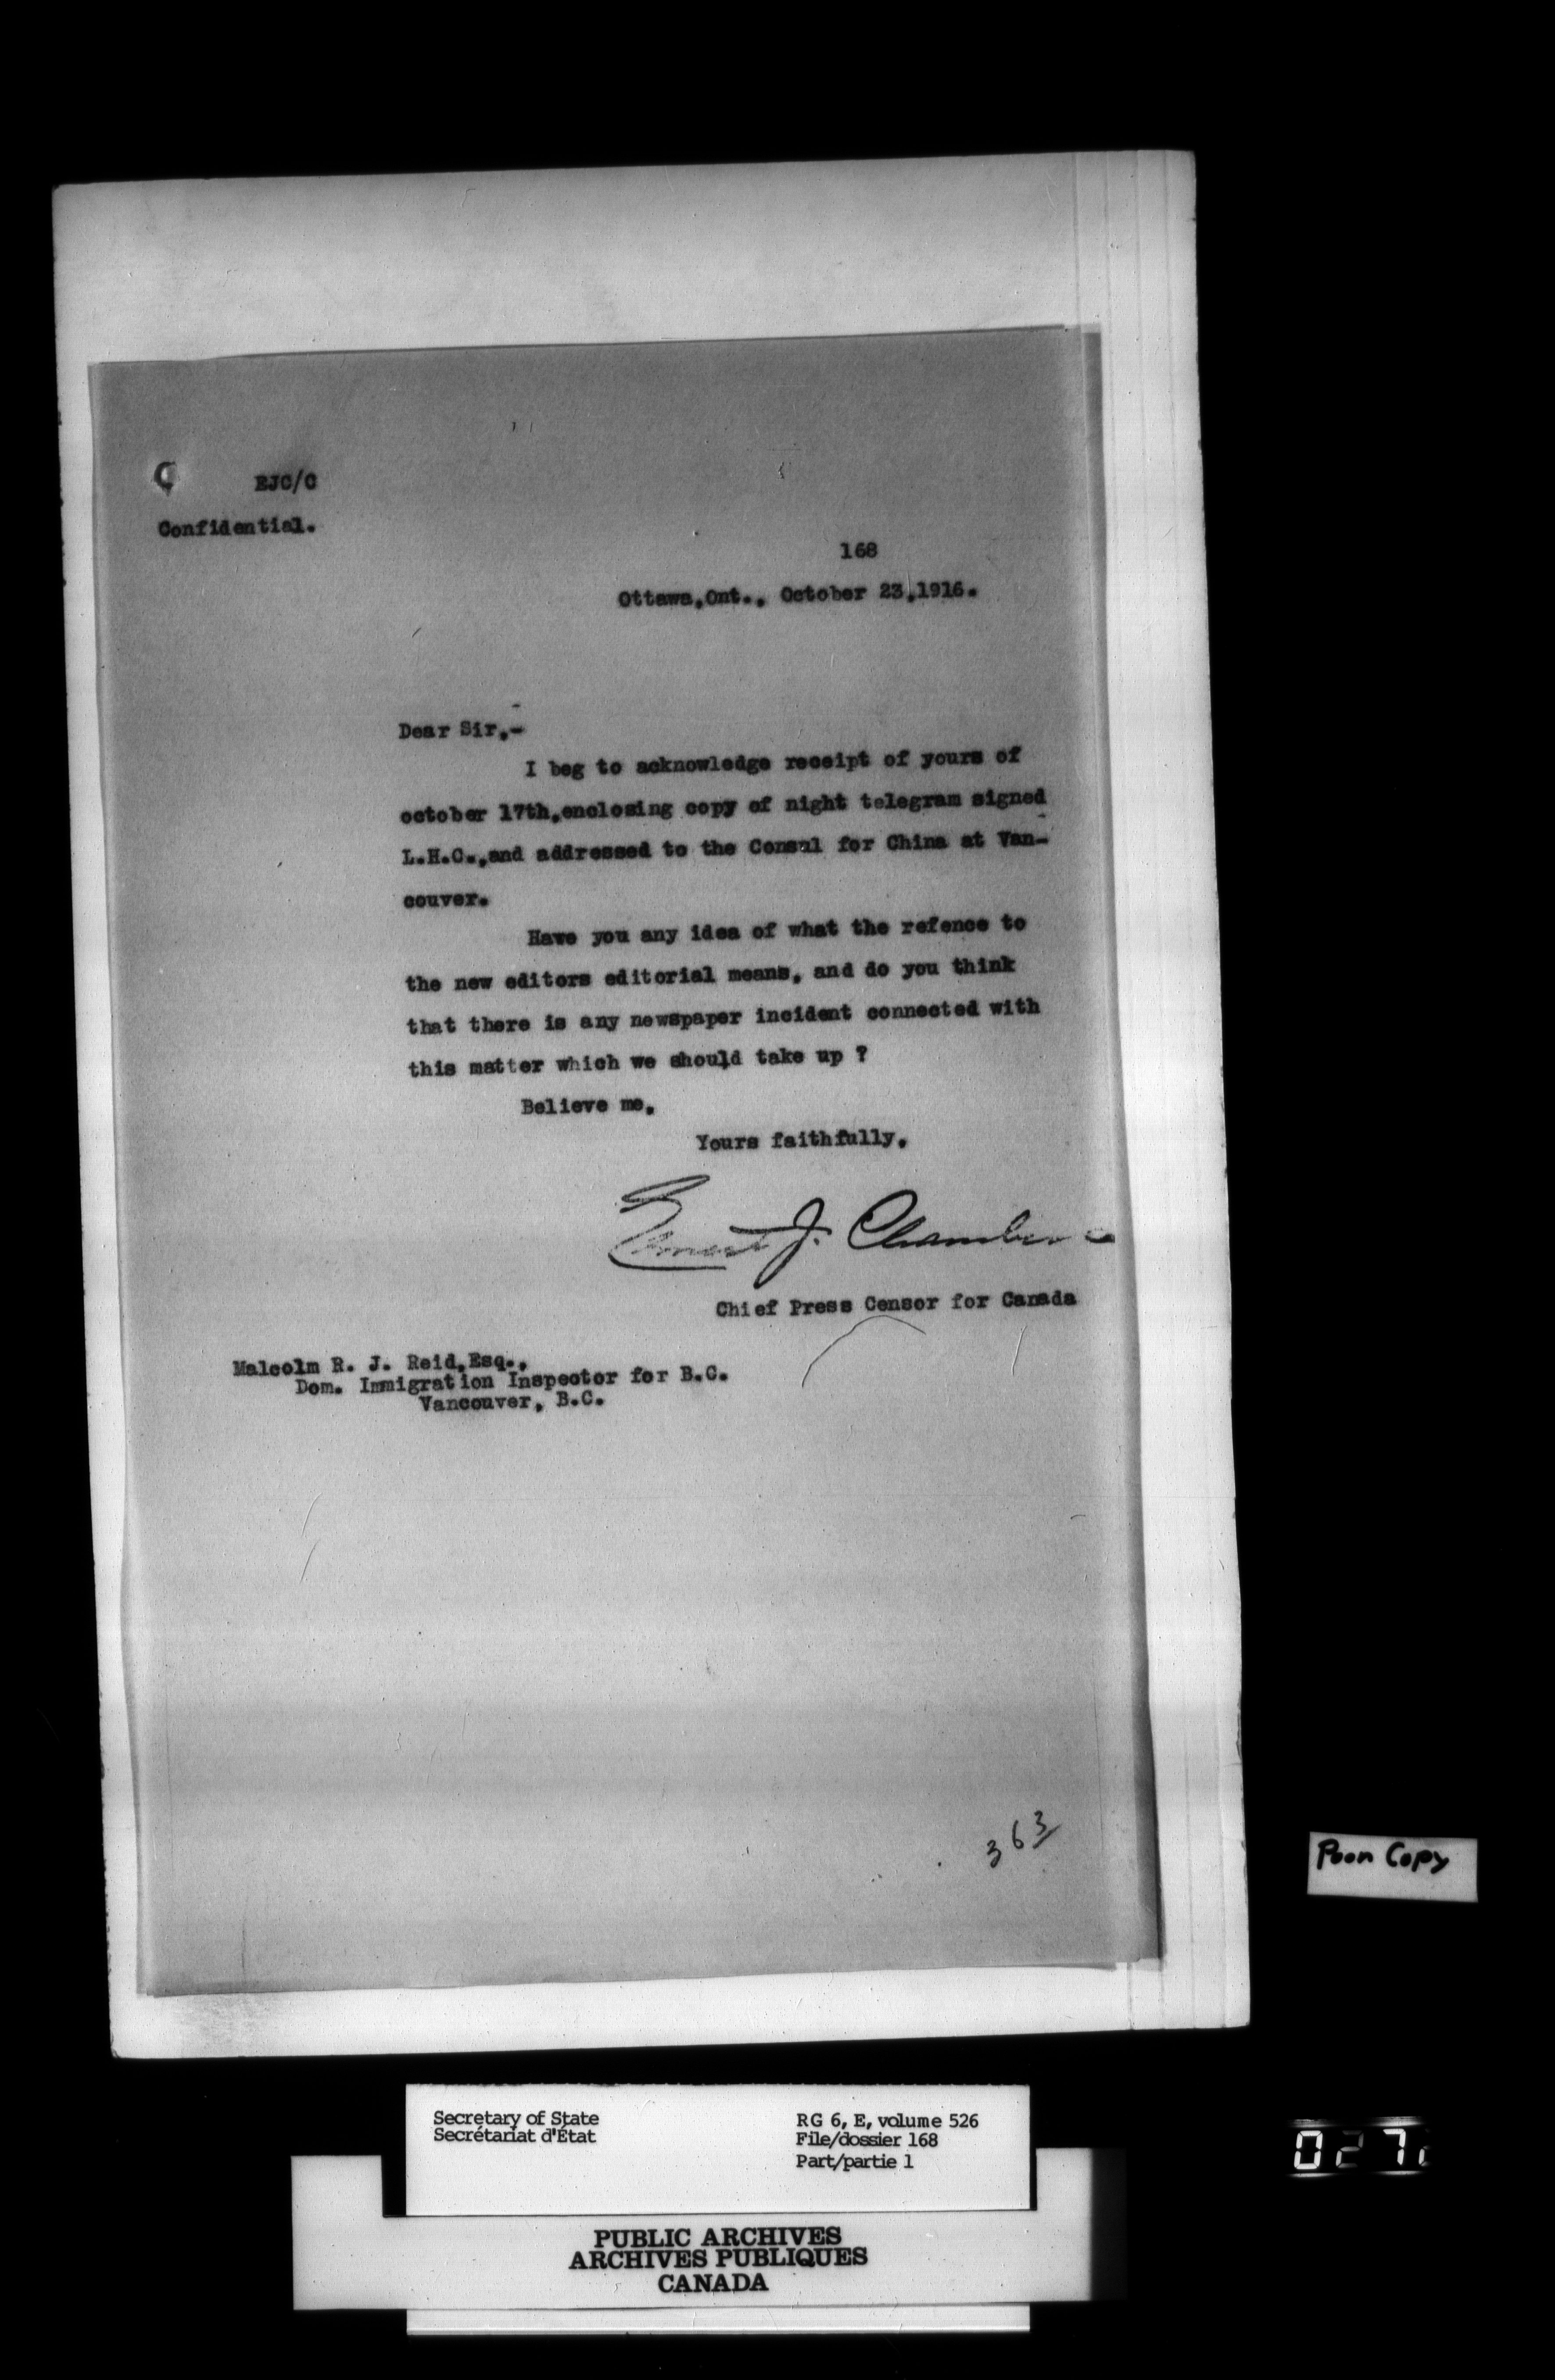 C EJC/C
Confidential.
168
Ottawa,Ont., October 23,1916.
Dear Sir,-
I beg to acknowledge receipt of yours of
october 17th,enclosing copy of night telegram signed
L.H.C.,and addressed to the Consul for China at Van-
couver.
Have you any idea of what the refence to
the new editors editorial means, and do you think
that there is any newspaper incident connected with
this matter which we should take up ?
Believe me,
Yours faithfully,
Ernest J. Chambers
Chief Press Censor for Canada
Malcolm R. J. Reid,Esq.,
Dom. Immigration Inspector for B.C.
Vancouver, B.C.
363
Poor Copy
Secretary of State
Secrétariat d'État
RG 6, E, volume 526
File/dossier 168
Part/partie 1
PUBLIC ARCHIVES
ARCHIVES PUBLIQUES
CANADA